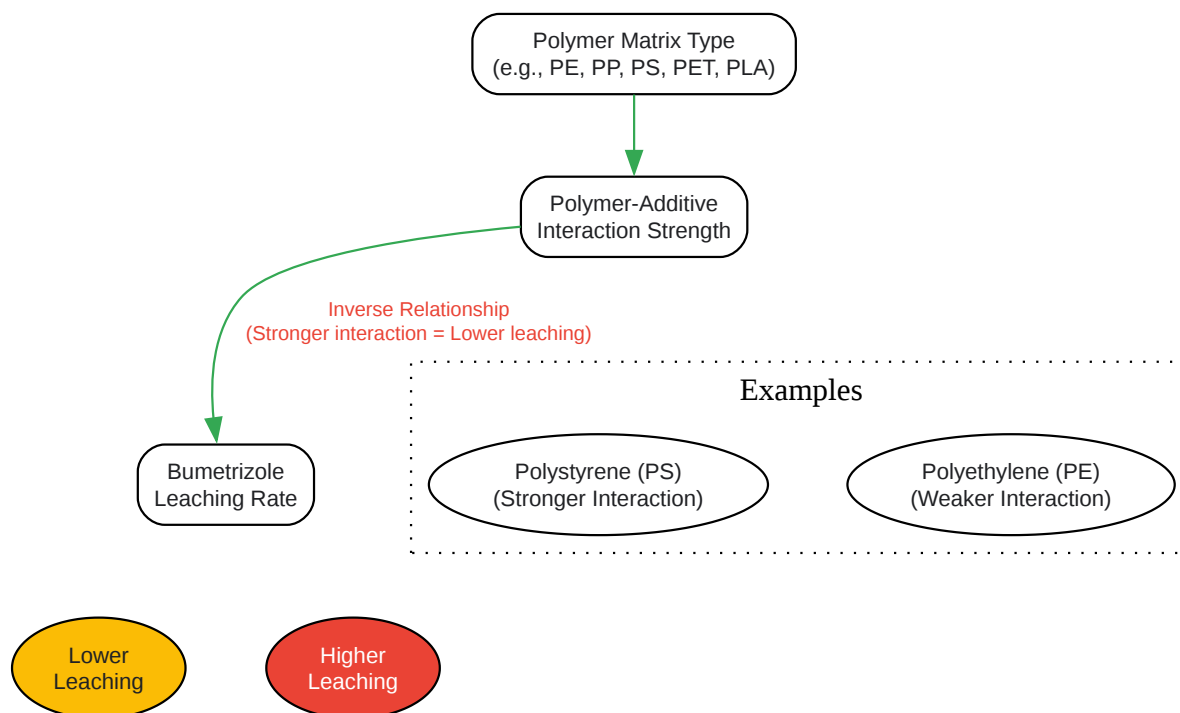 Polymer Matrix Type
(e.g., PE, PP, PS, PET, PLA)
Polymer-Additive
Interaction Strength
Inverse Relationship
(Stronger interaction = Lower leaching)
Examples
Bumetrizole
Leaching Rate
Polystyrene (PS)
(Stronger Interaction)
Polyethylene (PE)
(Weaker Interaction)
Lower
Leaching
Higher
Leaching